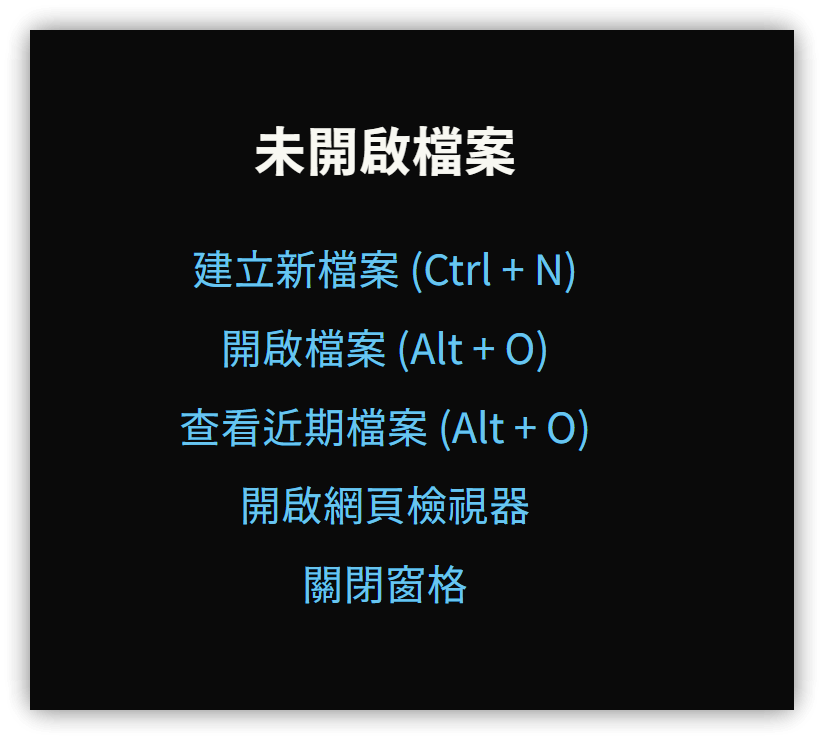 未開啟檔案
建立新檔案 (Ctrl + N)
開啟檔案 (Alt + O)
查看近期檔案 (Alt + O)
開啟網頁檢視器
關閉窗格